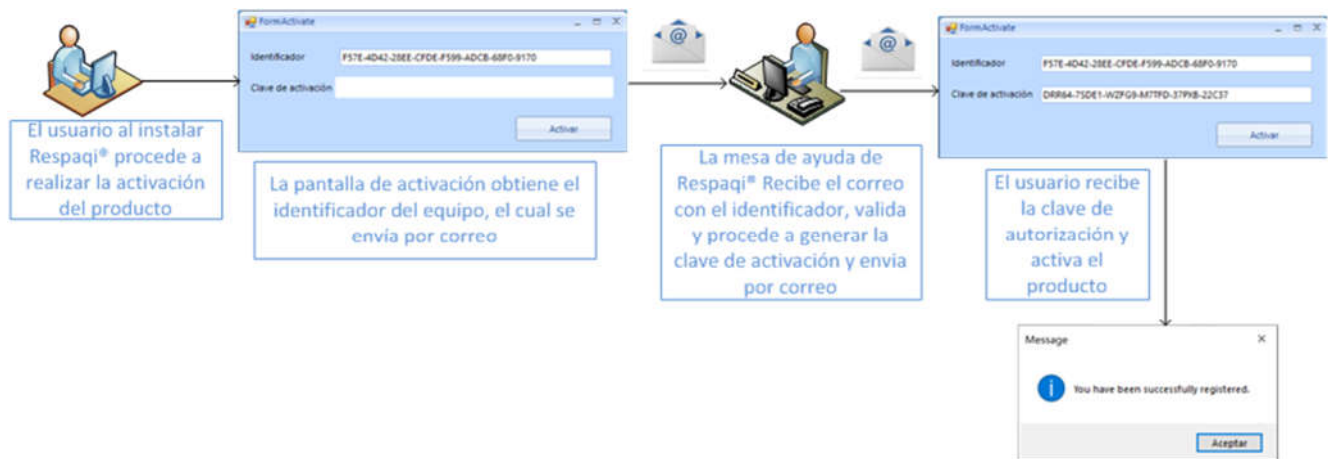 FormActivate
Identificador F57E-4D42-28EE-CFDE-F599-ADCB-68F0-9170
Clave de activación
Activar
El usuario al instalar
Respaqi® procede a
realizar la activación
del producto
La pantalla de activación obtiene el
identificador del equipo, el cual se
envía por correo
La mesa de ayuda de
Respaqi® Recibe el correo
con el identificador, valida
y procede a generar la
clave de activación y envia
por correo
FormActivate
Identificador F57E-4D42-28EE-CFDE-F599-ADCB-68F0-9170
Clave de activación DRR64-7SDE1-WZFG9-M7TFD-37PXB-22C37
Activar
El usuario recibe
la clave de
autorización y
activa el
producto
Message
You have been successfully registered.
Aceptar